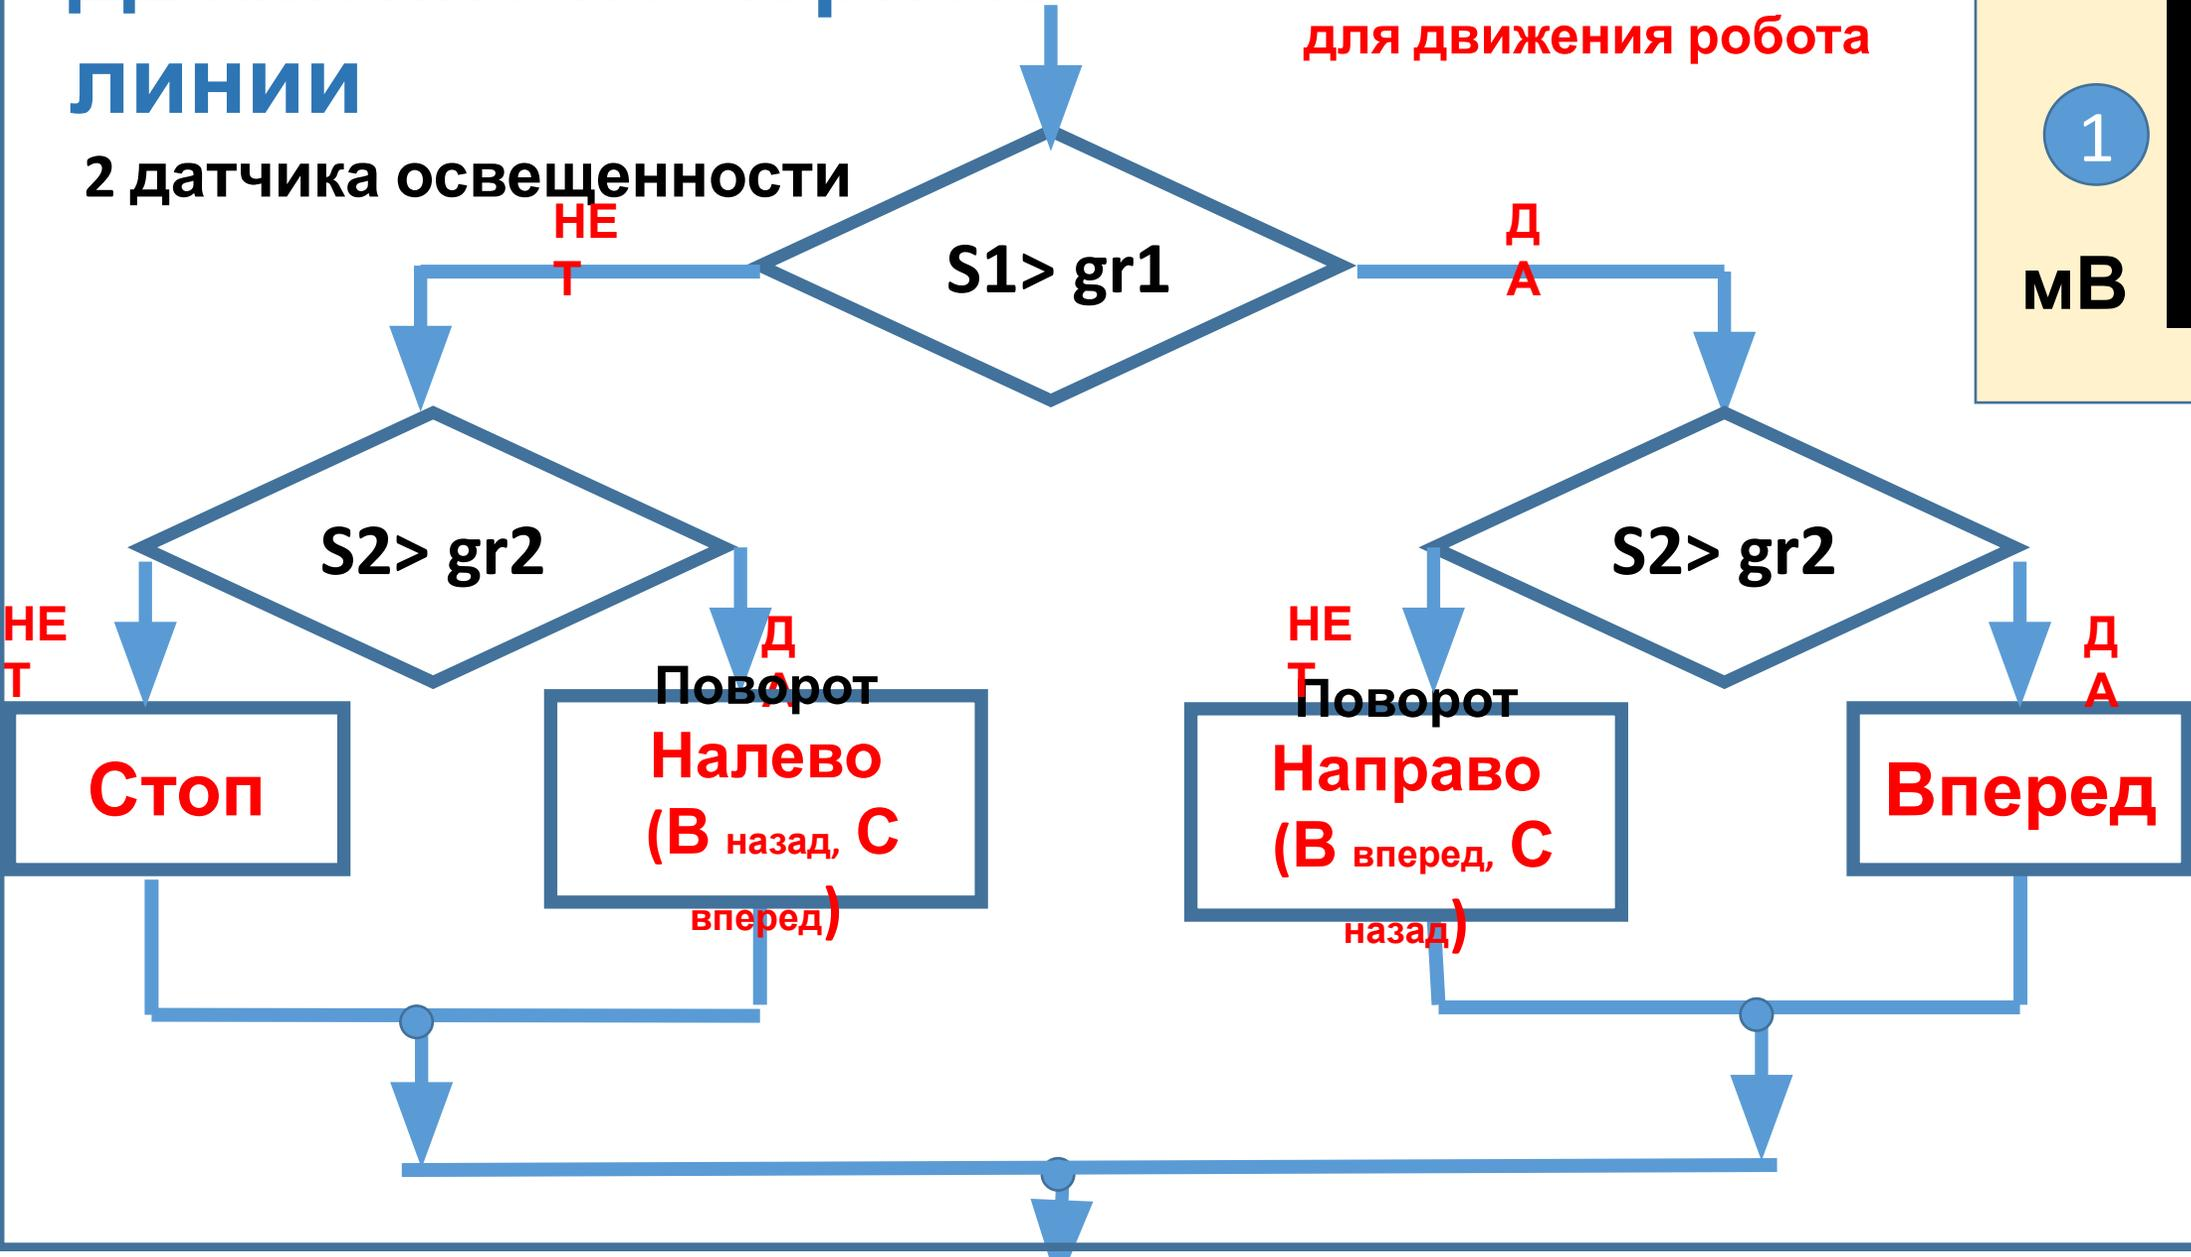 для движения робота
линии
1
2 датчика освещенности
НЕ
Т
Д
А
S1> gr1
мВ
S2> gr2
S2> gr2
НЕ
Т
Д
А
НЕ
Т
Д
А
Стоп
Поворот
Налево
(В назад, С
вперед)
Поворот
Направо
(В вперед, С
назад)
Вперед